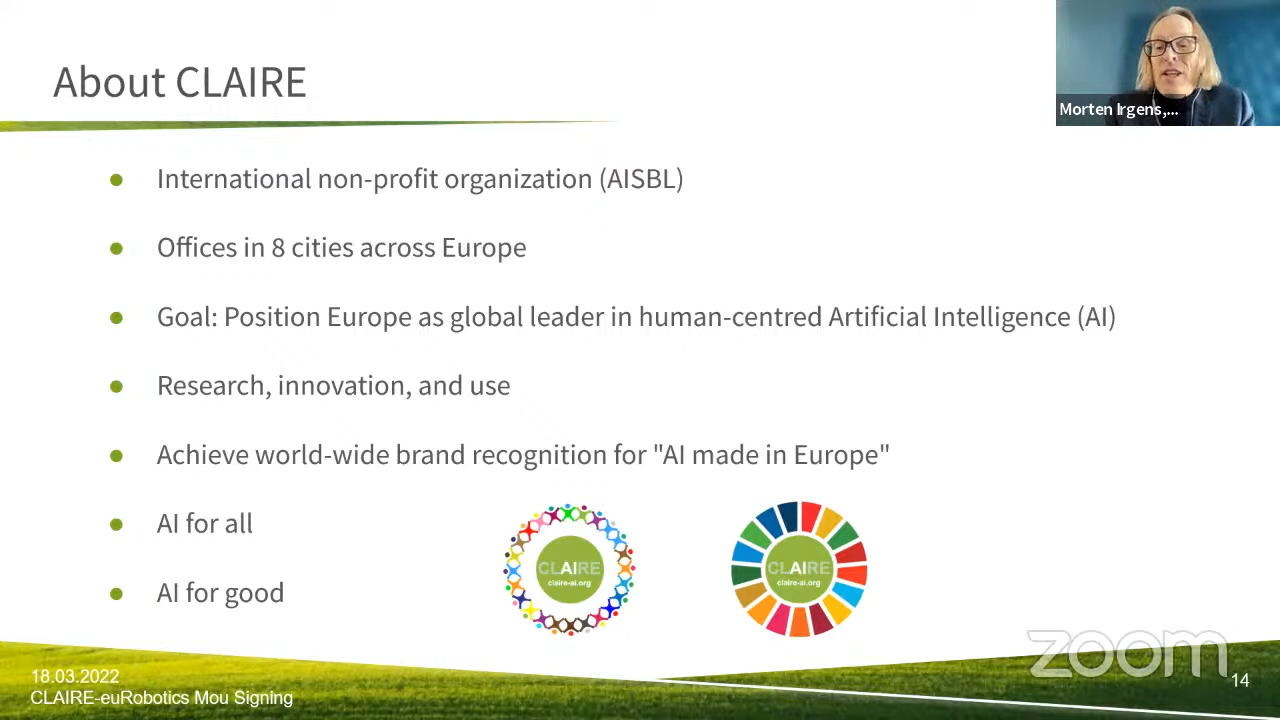 About CLAIRE
Morten Irgens,...
International non-profit organization (AISBL)
Offices in 8 cities across Europe
Goal: Position Europe as global leader in human-centred Artificial Intelligence (AI)
Research, innovation, and use
Achieve world-wide brand recognition for "AI made in Europe"
AI for all
AI for good
CLAIRE
claire-ai.org
CLAIRE
claire-ai.org
zoom
18.03.2022
CLAIRE-euRobotics Mou Signing
14